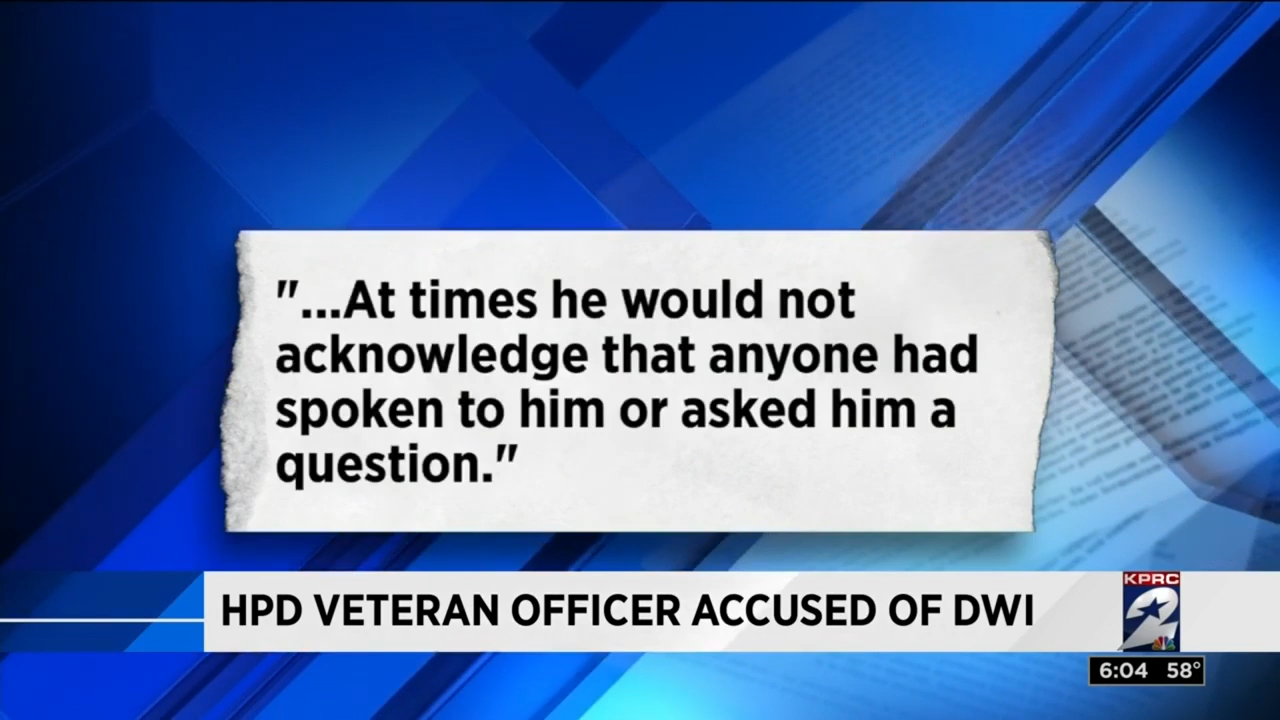 "...At times he would not
acknowledge that anyone had
spoken to him or asked him a
question."
HPD VETERAN OFFICER ACCUSED OF DWI
KPRC
2
6:04 58°